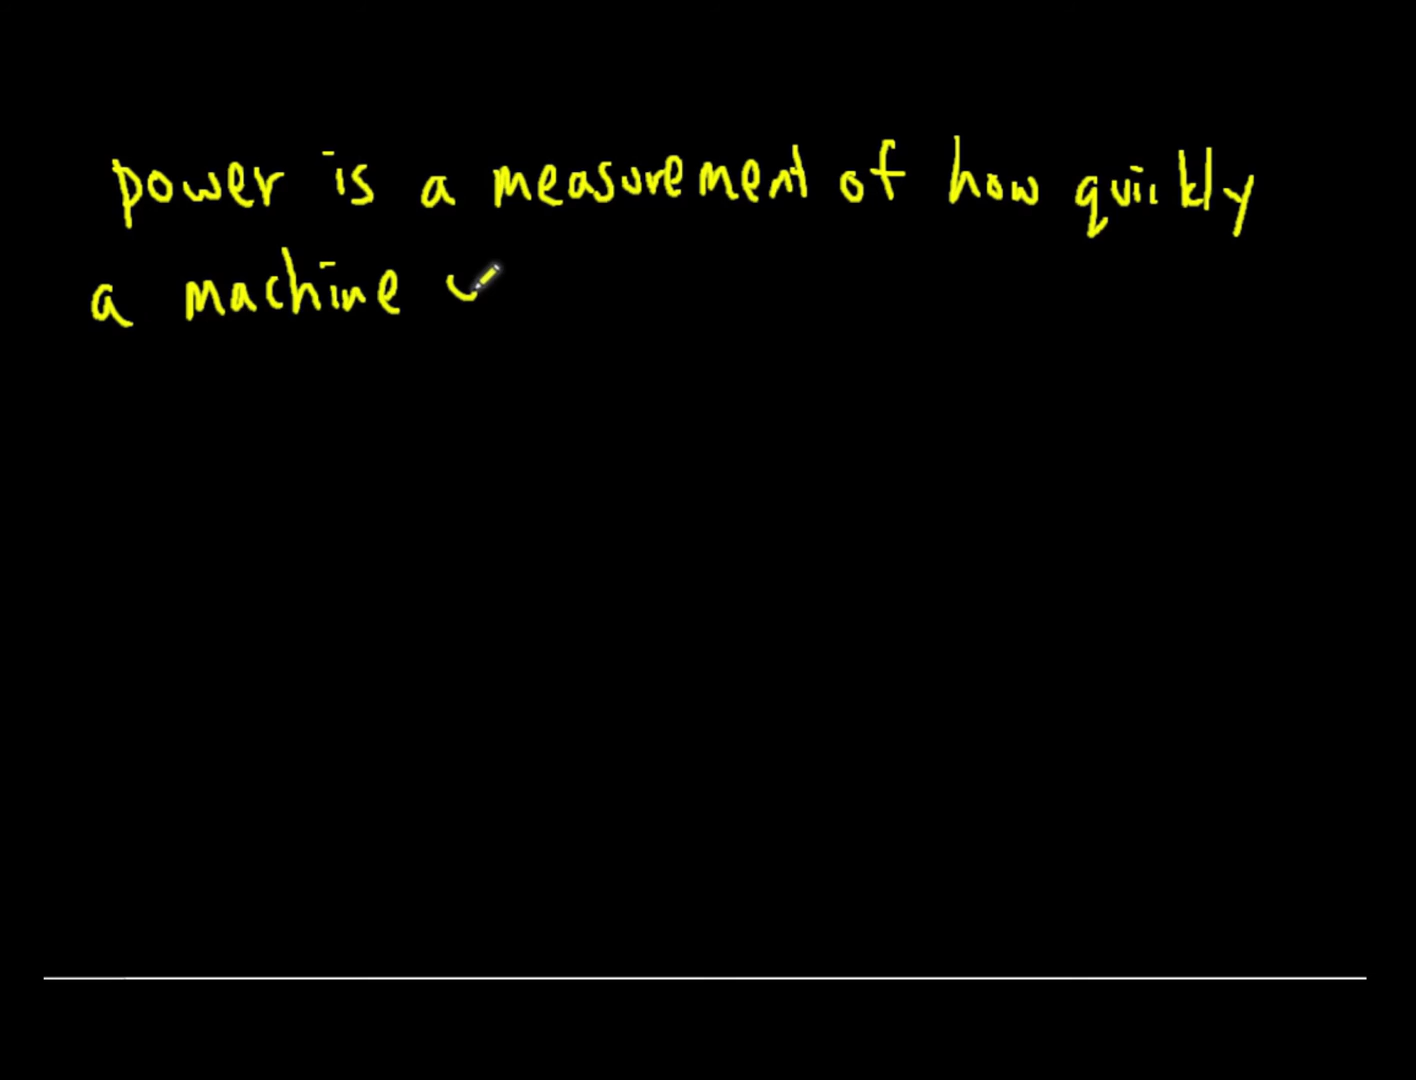 power is a measurement of how quickly
a machine